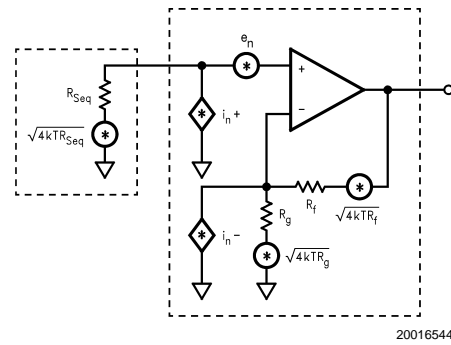 e_n
+
−
R_Seq
√4kTR_Seq
i_n+
R_f
√4kTR_f
R_g
√4kTR_g
i_n−
20016544